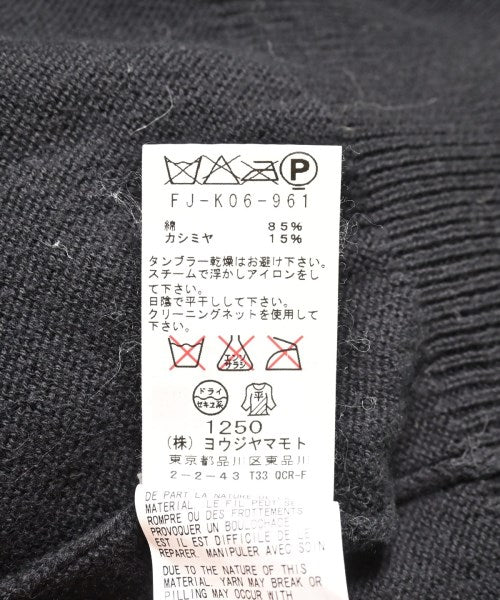 P
FJ-K06-961
綿 85%
カシミヤ 15%
タンブラー乾燥はお避け下さい。
スチームで浮かしアイロンをし
て下さい。
日陰で平干しして下さい。
クリーニングネットを使用して
下さい。
エンソ
サラシ
ドライ
セキユ系
平
1250
(株) ヨウジヤマモト
東京都品川区東品川
2-2-43 T33 QCR-F
DE PART LA NATURE DE
MATERIAL. LE FIL PEUT SE
ROMPRE OU DES FROTTEMENTS
PROVOQUER UN BOULOCHAGE
EST IL EST DIFFICILE DE
REPARER. MANIPULER AVEC SOIN
DUE TO THE NATURE OF THIS
MATERIAL. YARN MAY BREAK OR
PILLING MAY OCCUR WITH